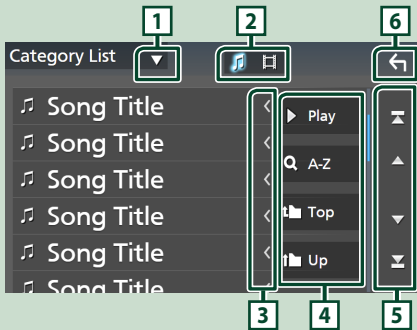 1 2 6
Category List
Song Title
Song Title
Song Title
Song Title
Song Title
Song Title
Play
A-Z
Top
Up
3 4 5